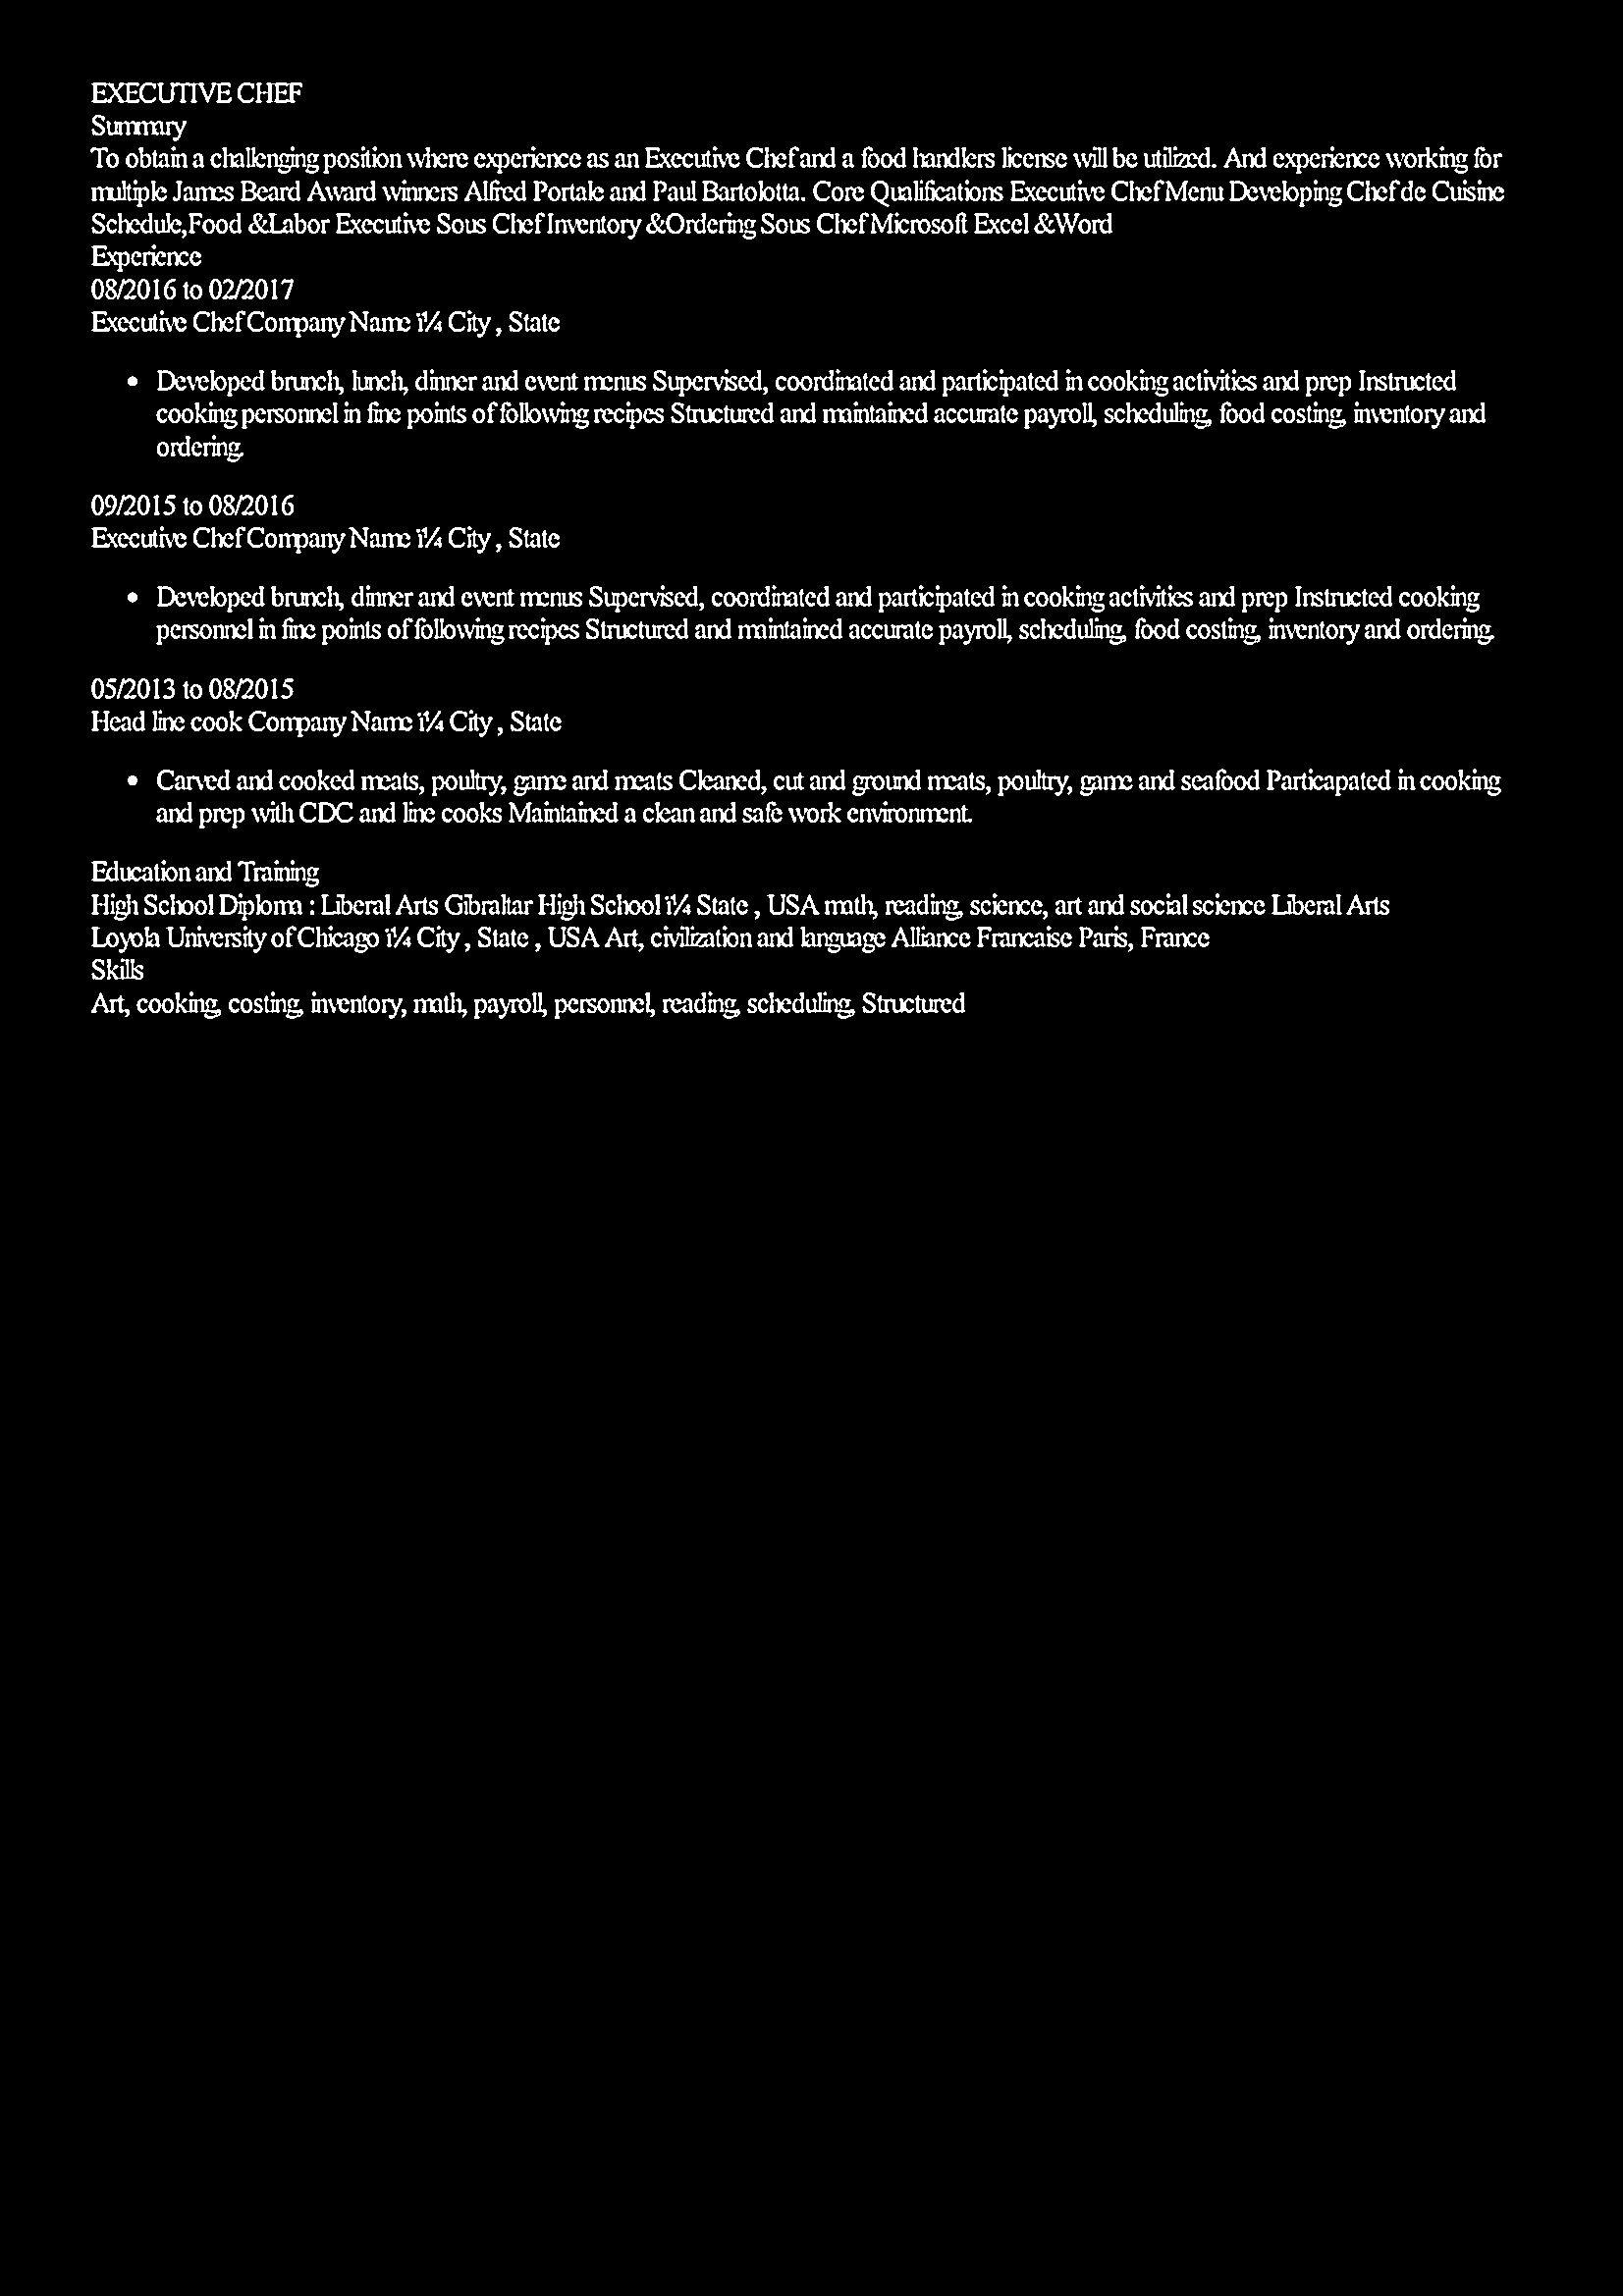 EXECUTIVE CHEF
Summary
To obtain a challenging position where experience as an Executive Chef and a food handlers license will be utilized. And experience working for
multiple James Beard Award winners Alfred Portale and Paul Bartolotta. Core Qualifications Executive Chef Menu Developing Chef de Cuisine
Schedule,Food &Labor Executive Sous Chef Inventory &Ordering Sous Chef Microsoft Excel &Word
Experience
08/2016 to 02/2017
Executive Chef Company Name ï¼ City , State
• Developed brunch, lunch, dinner and event menus Supervised, coordinated and participated in cooking activities and prep Instructed
cooking personnel in fine points of following recipes Structured and maintained accurate payroll, scheduling, food costing, inventory and
ordering.
09/2015 to 08/2016
Executive Chef Company Name ï¼ City , State
• Developed brunch, dinner and event menus Supervised, coordinated and participated in cooking activities and prep Instructed cooking
personnel in fine points of following recipes Structured and maintained accurate payroll, scheduling, food costing, inventory and ordering.
05/2013 to 08/2015
Head line cook Company Name ï¼ City , State
• Carved and cooked meats, poultry, game and meats Cleaned, cut and ground meats, poultry, game and seafood Particapated in cooking
and prep with CDC and line cooks Maintained a clean and safe work environment.
Education and Training
High School Diploma : Liberal Arts Gibraltar High School ï¼ State , USA math, reading, science, art and social science Liberal Arts
Loyola University of Chicago ï¼ City , State , USA Art, civilization and language Alliance Francaise Paris, France
Skills
Art, cooking, costing, inventory, math, payroll, personnel, reading, scheduling, Structured